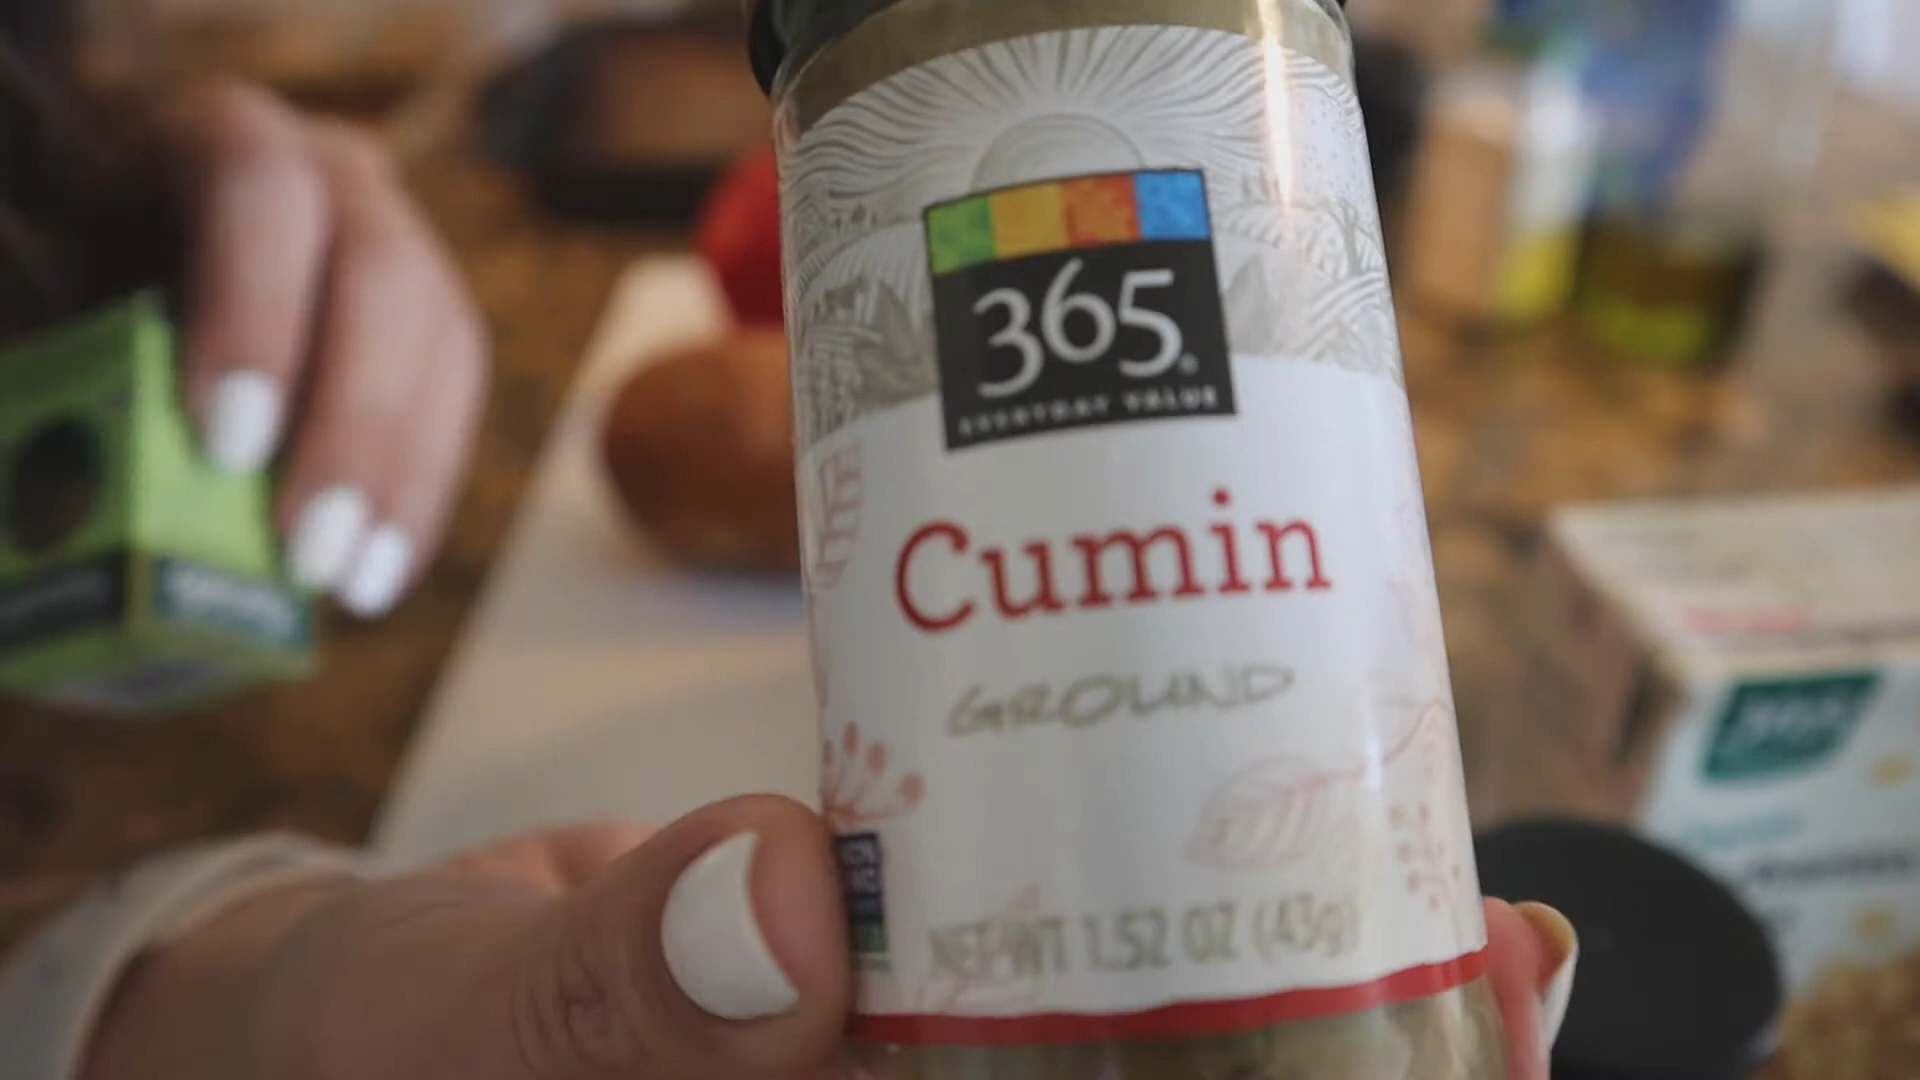 365
EVERYDAY VALUE
Cumin
GROUND
NET WT 1.52 OZ (43g)